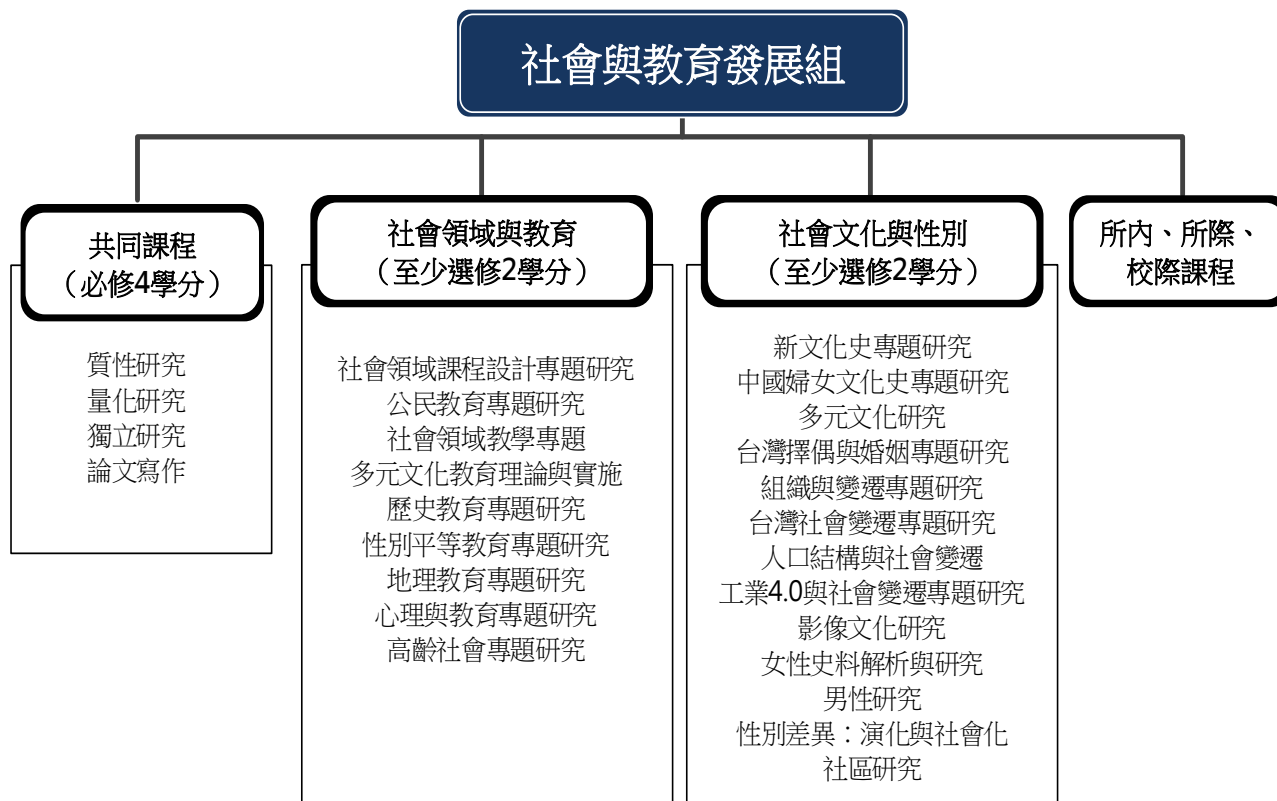 社會與教育發展組
共同課程
（必修4學分）
質性研究
量化研究
獨立研究
論文寫作
社會領域與教育
（至少選修2學分）
社會領域課程設計專題研究
公民教育專題研究
社會領域教學專題
多元文化教育理論與實施
歷史教育專題研究
性別平等教育專題研究
地理教育專題研究
心理與教育專題研究
高齡社會專題研究
社會文化與性別
（至少選修2學分）
新文化史專題研究
中國婦女文化史專題研究
多元文化研究
台灣擇偶與婚姻專題研究
組織與變遷專題研究
台灣社會變遷專題研究
人口結構與社會變遷
工業4.0與社會變遷專題研究
影像文化研究
女性史料解析與研究
男性研究
性別差異：演化與社會化
社區研究
所內、所際、
校際課程